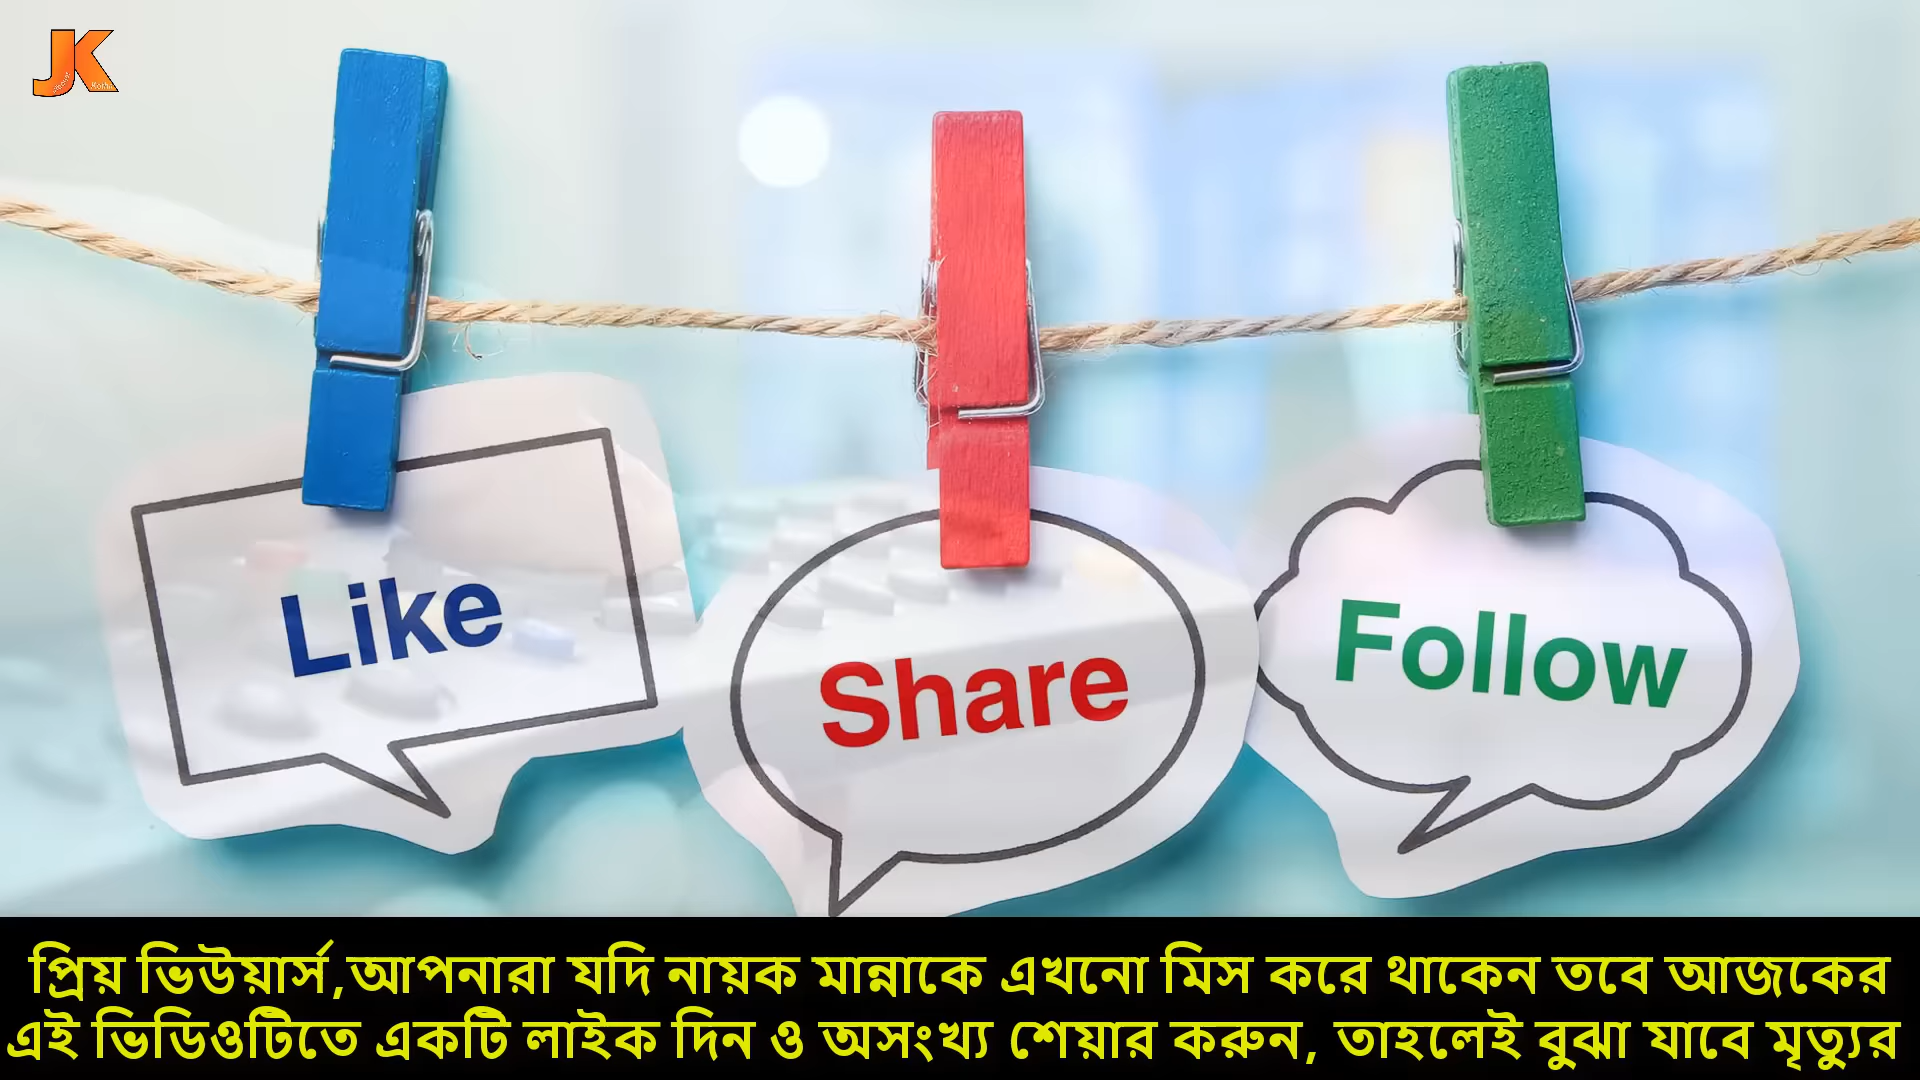 JK
Like
Share
Follow
প্রিয় ভিউয়ার্স,আপনারা যদি নায়ক মান্নাকে এখনো মিস করে থাকেন তবে আজকের
এই ভিডিওটিতে একটি লাইক দিন ও অসংখ্য শেয়ার করুন, তাহলেই বুঝা যাবে মৃত্যুর